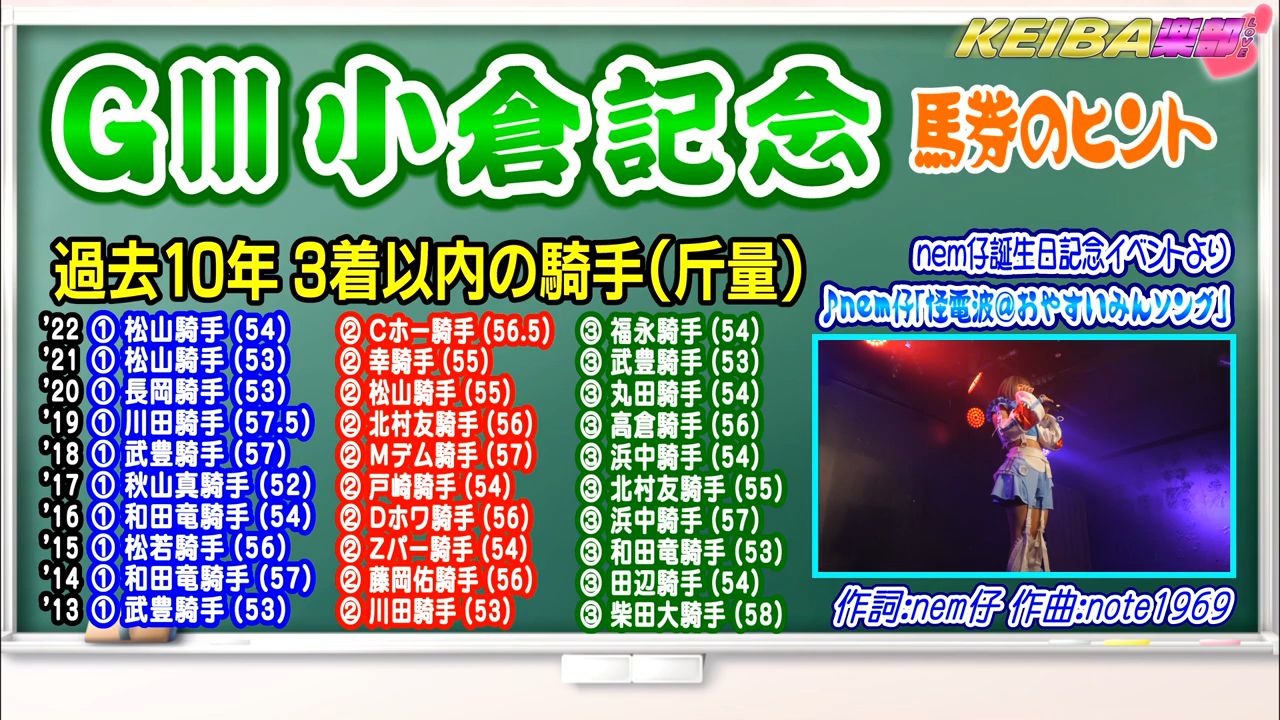 KEIBA楽部 LOVE
GIII 小倉記念 馬券のヒント
過去10年 3着以内の騎手(斤量)
'22 ① 松山騎手 (54) ② Cホー騎手 (56.5) ③ 福永騎手 (54)
'21 ① 松山騎手 (53) ② 幸騎手 (55) ③ 武豊騎手 (53)
'20 ① 長岡騎手 (53) ② 松山騎手 (55) ③ 丸田騎手 (54)
'19 ① 川田騎手 (57.5) ② 北村友騎手 (56) ③ 高倉騎手 (56)
'18 ① 武豊騎手 (57) ② Mデム騎手 (57) ③ 浜中騎手 (54)
'17 ① 秋山真騎手 (52) ② 戸崎騎手 (54) ③ 北村友騎手 (55)
'16 ① 和田竜騎手 (54) ② Dホワ騎手 (56) ③ 浜中騎手 (57)
'15 ① 松若騎手 (56) ② Zパー騎手 (54) ③ 和田竜騎手 (53)
'14 ① 和田竜騎手 (57) ② 藤岡佑騎手 (56) ③ 田辺騎手 (54)
'13 ① 武豊騎手 (53) ② 川田騎手 (53) ③ 柴田大騎手 (58)
nem仔誕生日記念イベントより
♪nem仔「怪電波@おやすいみんソング」
作詞:nem仔 作曲:note1969